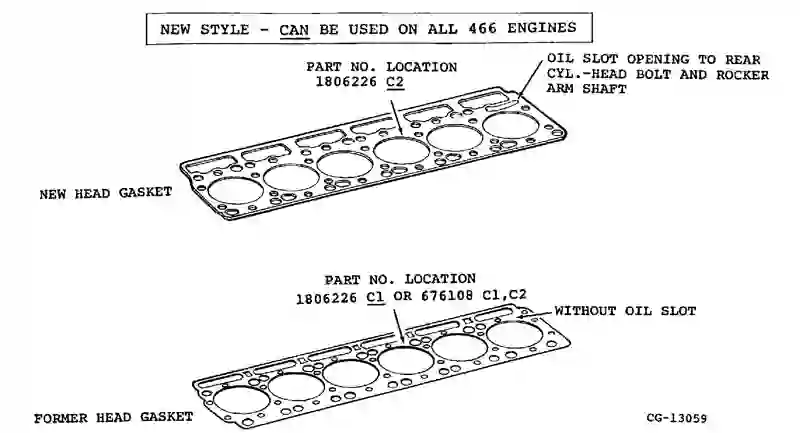 NEW STYLE - CAN BE USED ON ALL 466 ENGINES
PART NO. LOCATION
1806226 C2
OIL SLOT OPENING TO REAR
CYL.-HEAD BOLT AND ROCKER
ARM SHAFT
NEW HEAD GASKET
PART NO. LOCATION
1806226 C1 OR 676108 C1,C2
WITHOUT OIL SLOT
FORMER HEAD GASKET
CG-13059